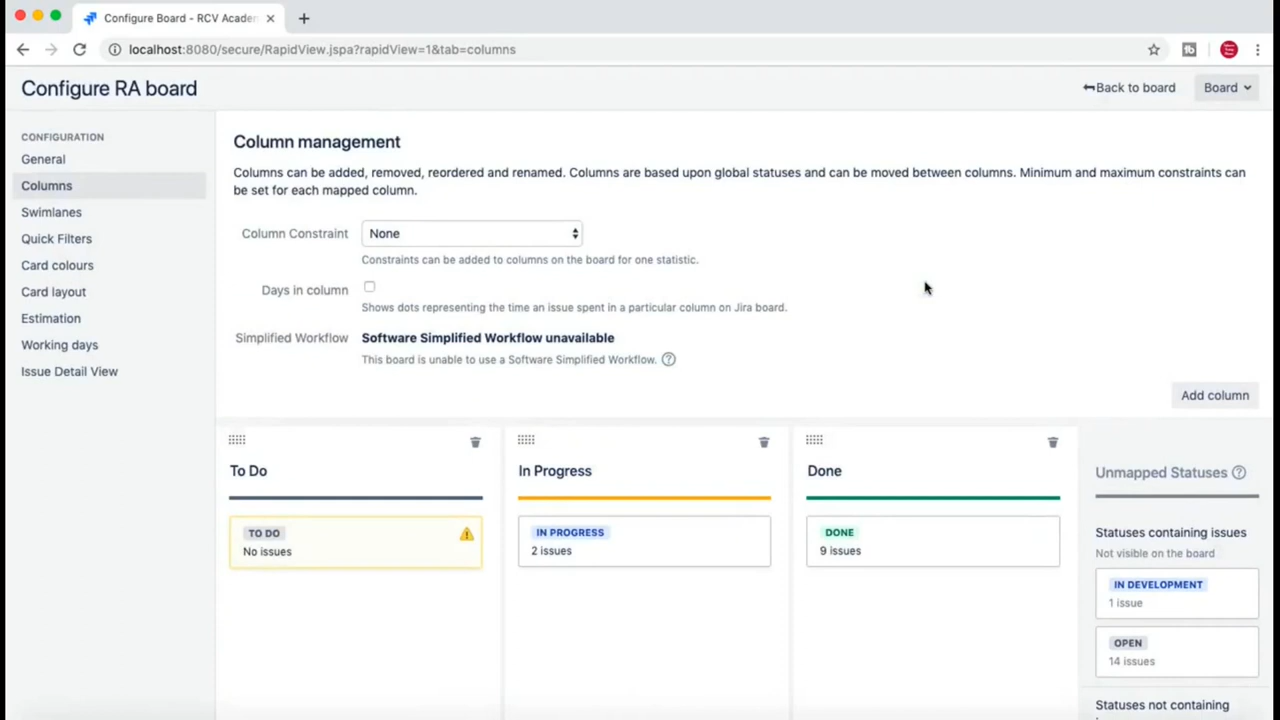 Configure Board - RCV Academ
localhost:8080/secure/RapidView.jspa?rapidView=1&tab=columns
Configure RA board
Back to board
Board
CONFIGURATION
General
Columns
Swimlanes
Quick Filters
Card colours
Card layout
Estimation
Working days
Issue Detail View
Column management
Columns can be added, removed, reordered and renamed. Columns are based upon global statuses and can be moved between columns. Minimum and maximum constraints can
be set for each mapped column.
Column Constraint
None
Constraints can be added to columns on the board for one statistic.
Days in column
Shows dots representing the time an issue spent in a particular column on Jira board.
Simplified Workflow
Software Simplified Workflow unavailable
This board is unable to use a Software Simplified Workflow.
Add column
To Do
TO DO
No issues
In Progress
IN PROGRESS
2 issues
Done
DONE
9 issues
Unmapped Statuses
Statuses containing issues
Not visible on the board
IN DEVELOPMENT
1 issue
OPEN
14 issues
Statuses not containing